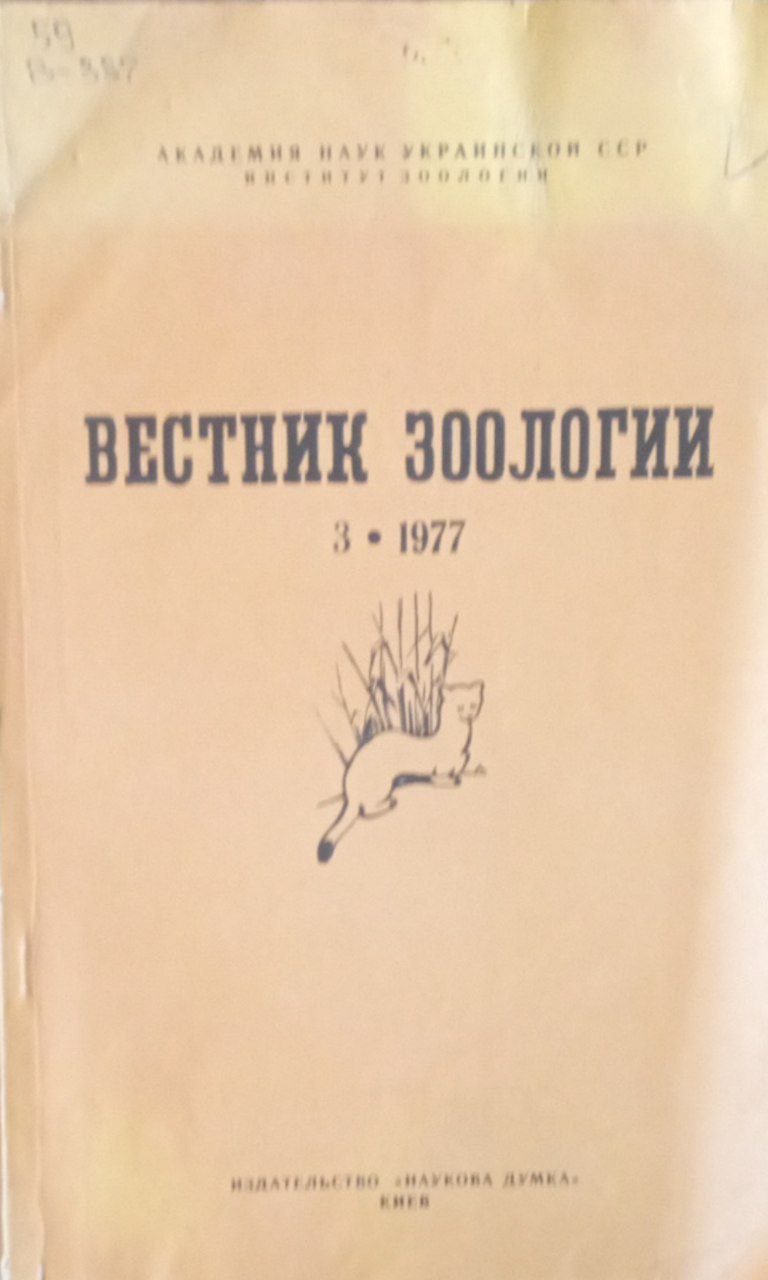 59
В-387
АКАДЕМИЯ НАУК УКРАИНСКОЙ ССР
ИНСТИТУТ ЗООЛОГИИ
ВЕСТНИК ЗООЛОГИИ
3 • 1977
ИЗДАТЕЛЬСТВО «НАУКОВА ДУМКА»
КИЕВ